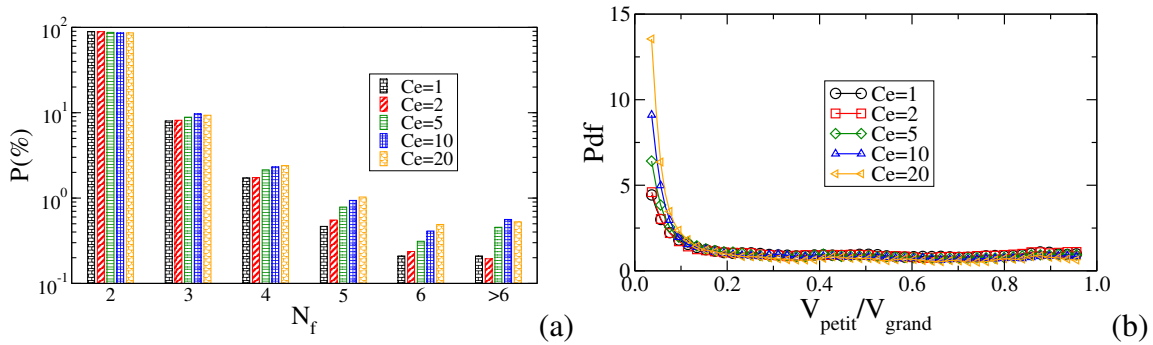 10^2
10^1
10^0
10^-1
P(%)
Ce=1
Ce=2
Ce=5
Ce=10
Ce=20
2 3 4 5 6 >6
N_f
(a)
15
10
5
0
Pdf
Ce=1
Ce=2
Ce=5
Ce=10
Ce=20
0 0.2 0.4 0.6 0.8 1.0
V_petit/V_grand
(b)